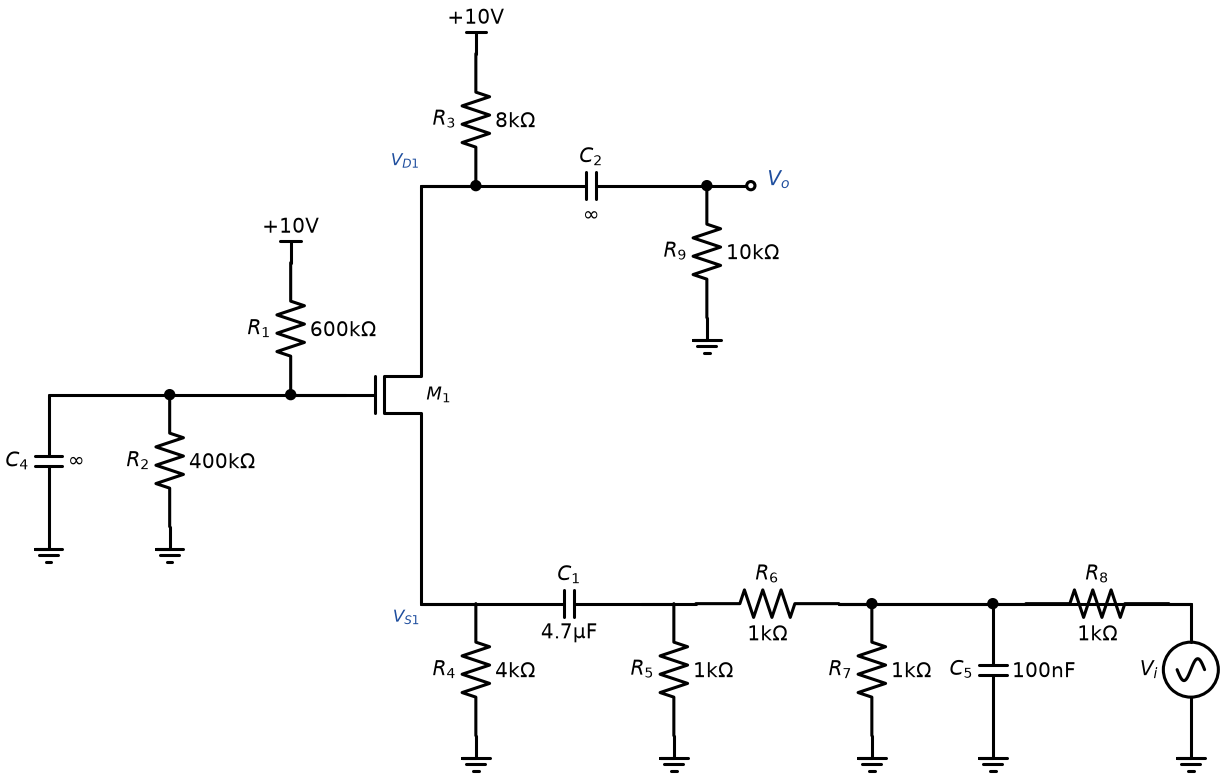 +10V
R3
8kΩ
VD1
C2
∞
Vo
R9
10kΩ
+10V
R1
600kΩ
M1
C4
∞
R2
400kΩ
VS1
C1
4.7µF
R4
4kΩ
R5
1kΩ
R6
1kΩ
R7
1kΩ
C5
100nF
R8
1kΩ
Vi